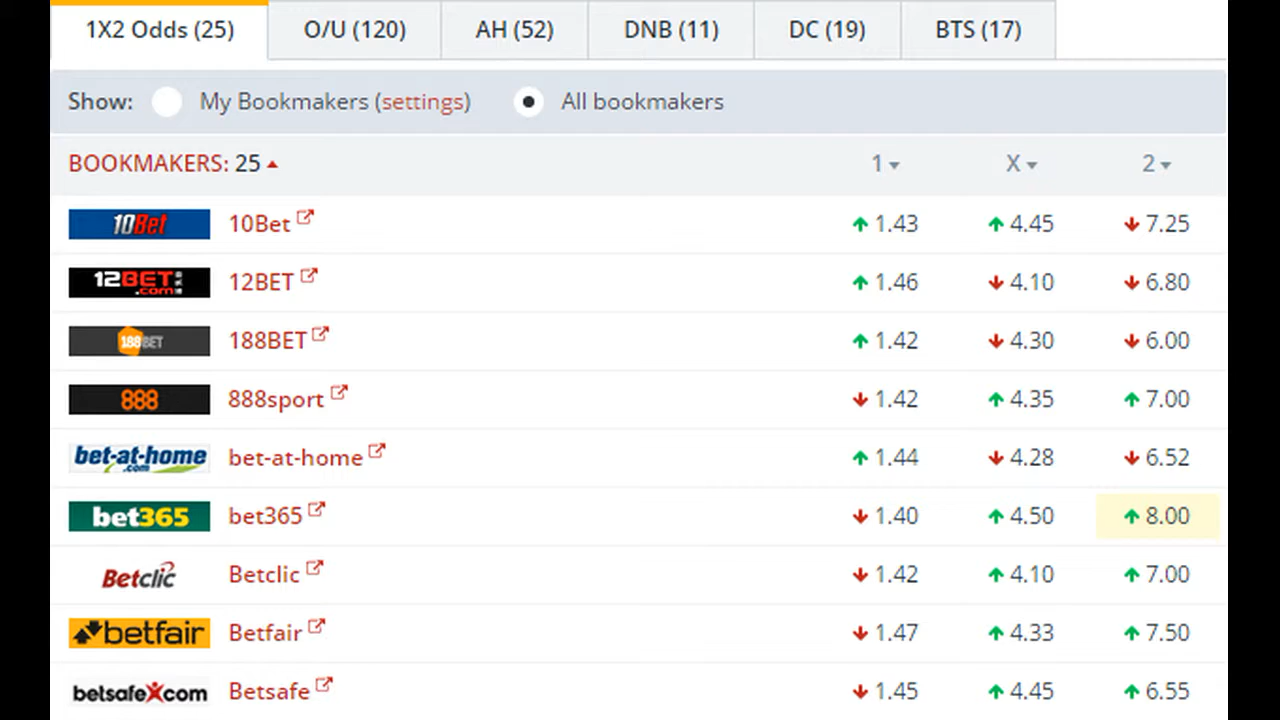 1X2 Odds (25) O/U (120) AH (52) DNB (11) DC (19) BTS (17)
Show: My Bookmakers (settings) All bookmakers
BOOKMAKERS: 25 1 X 2
10Bet 10Bet 1.43 4.45 7.25
12BET.com 12BET 1.46 4.10 6.80
188BET 188BET 1.42 4.30 6.00
888 888sport 1.42 4.35 7.00
bet-at-home.com bet-at-home 1.44 4.28 6.52
bet365 bet365 1.40 4.50 8.00
Betclic Betclic 1.42 4.10 7.00
betfair Betfair 1.47 4.33 7.50
betsafe.com Betsafe 1.45 4.45 6.55